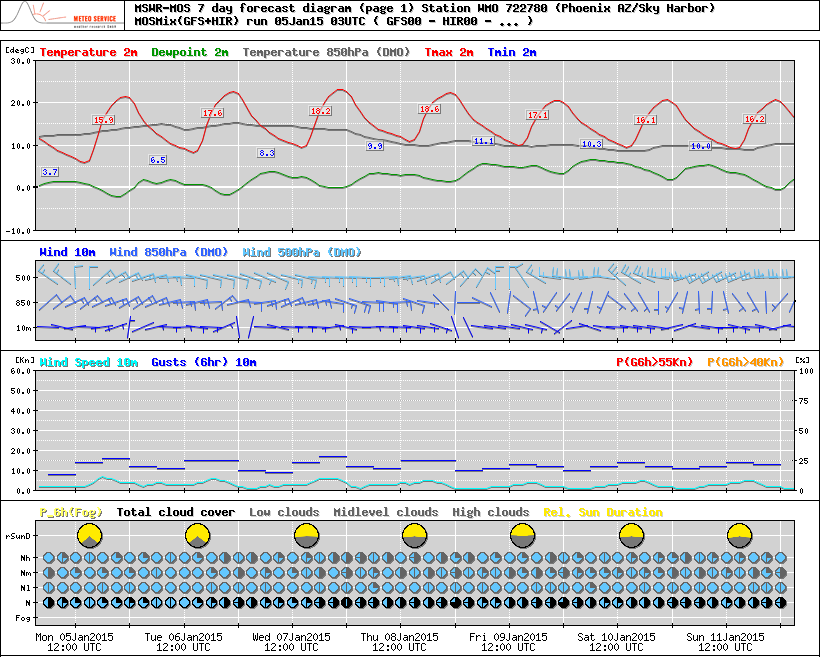 METEO SERVICE
weather research GmbH
MSWR-MOS 7 day forecast diagram (page 1) Station WMO 722780 (Phoenix AZ/Sky Harbor)
MOSMix(GFS+HIR) run 05Jan15 03UTC ( GFS00 - HIR00 - ... )
[degC] Temperature 2m Dewpoint 2m Temperature 850hPa (DMO) Tmax 2m Tmin 2m
30.0
20.0
10.0
0.0
-10.0
15.9 17.6 18.2 18.6 17.1 16.1 16.2
3.7 6.5 8.3 9.9 11.1 10.3 10.0
Wind 10m Wind 850hPa (DMO) Wind 500hPa (DMO)
500
850
10m
[Kn] Wind Speed 10m Gusts (6hr) 10m P(G6h>55Kn) P(G6h>40Kn) [%]
60.0 100
50.0
40.0 75
30.0 50
20.0 25
10.0
0.0 0
P_6h(Fog) Total cloud cover Low clouds Midlevel clouds High clouds Rel. Sun Duration
rSunD
Nh
Nm
Nl
N
Fog
Mon 05Jan2015 Tue 06Jan2015 Wed 07Jan2015 Thu 08Jan2015 Fri 09Jan2015 Sat 10Jan2015 Sun 11Jan2015
12:00 UTC 12:00 UTC 12:00 UTC 12:00 UTC 12:00 UTC 12:00 UTC 12:00 UTC